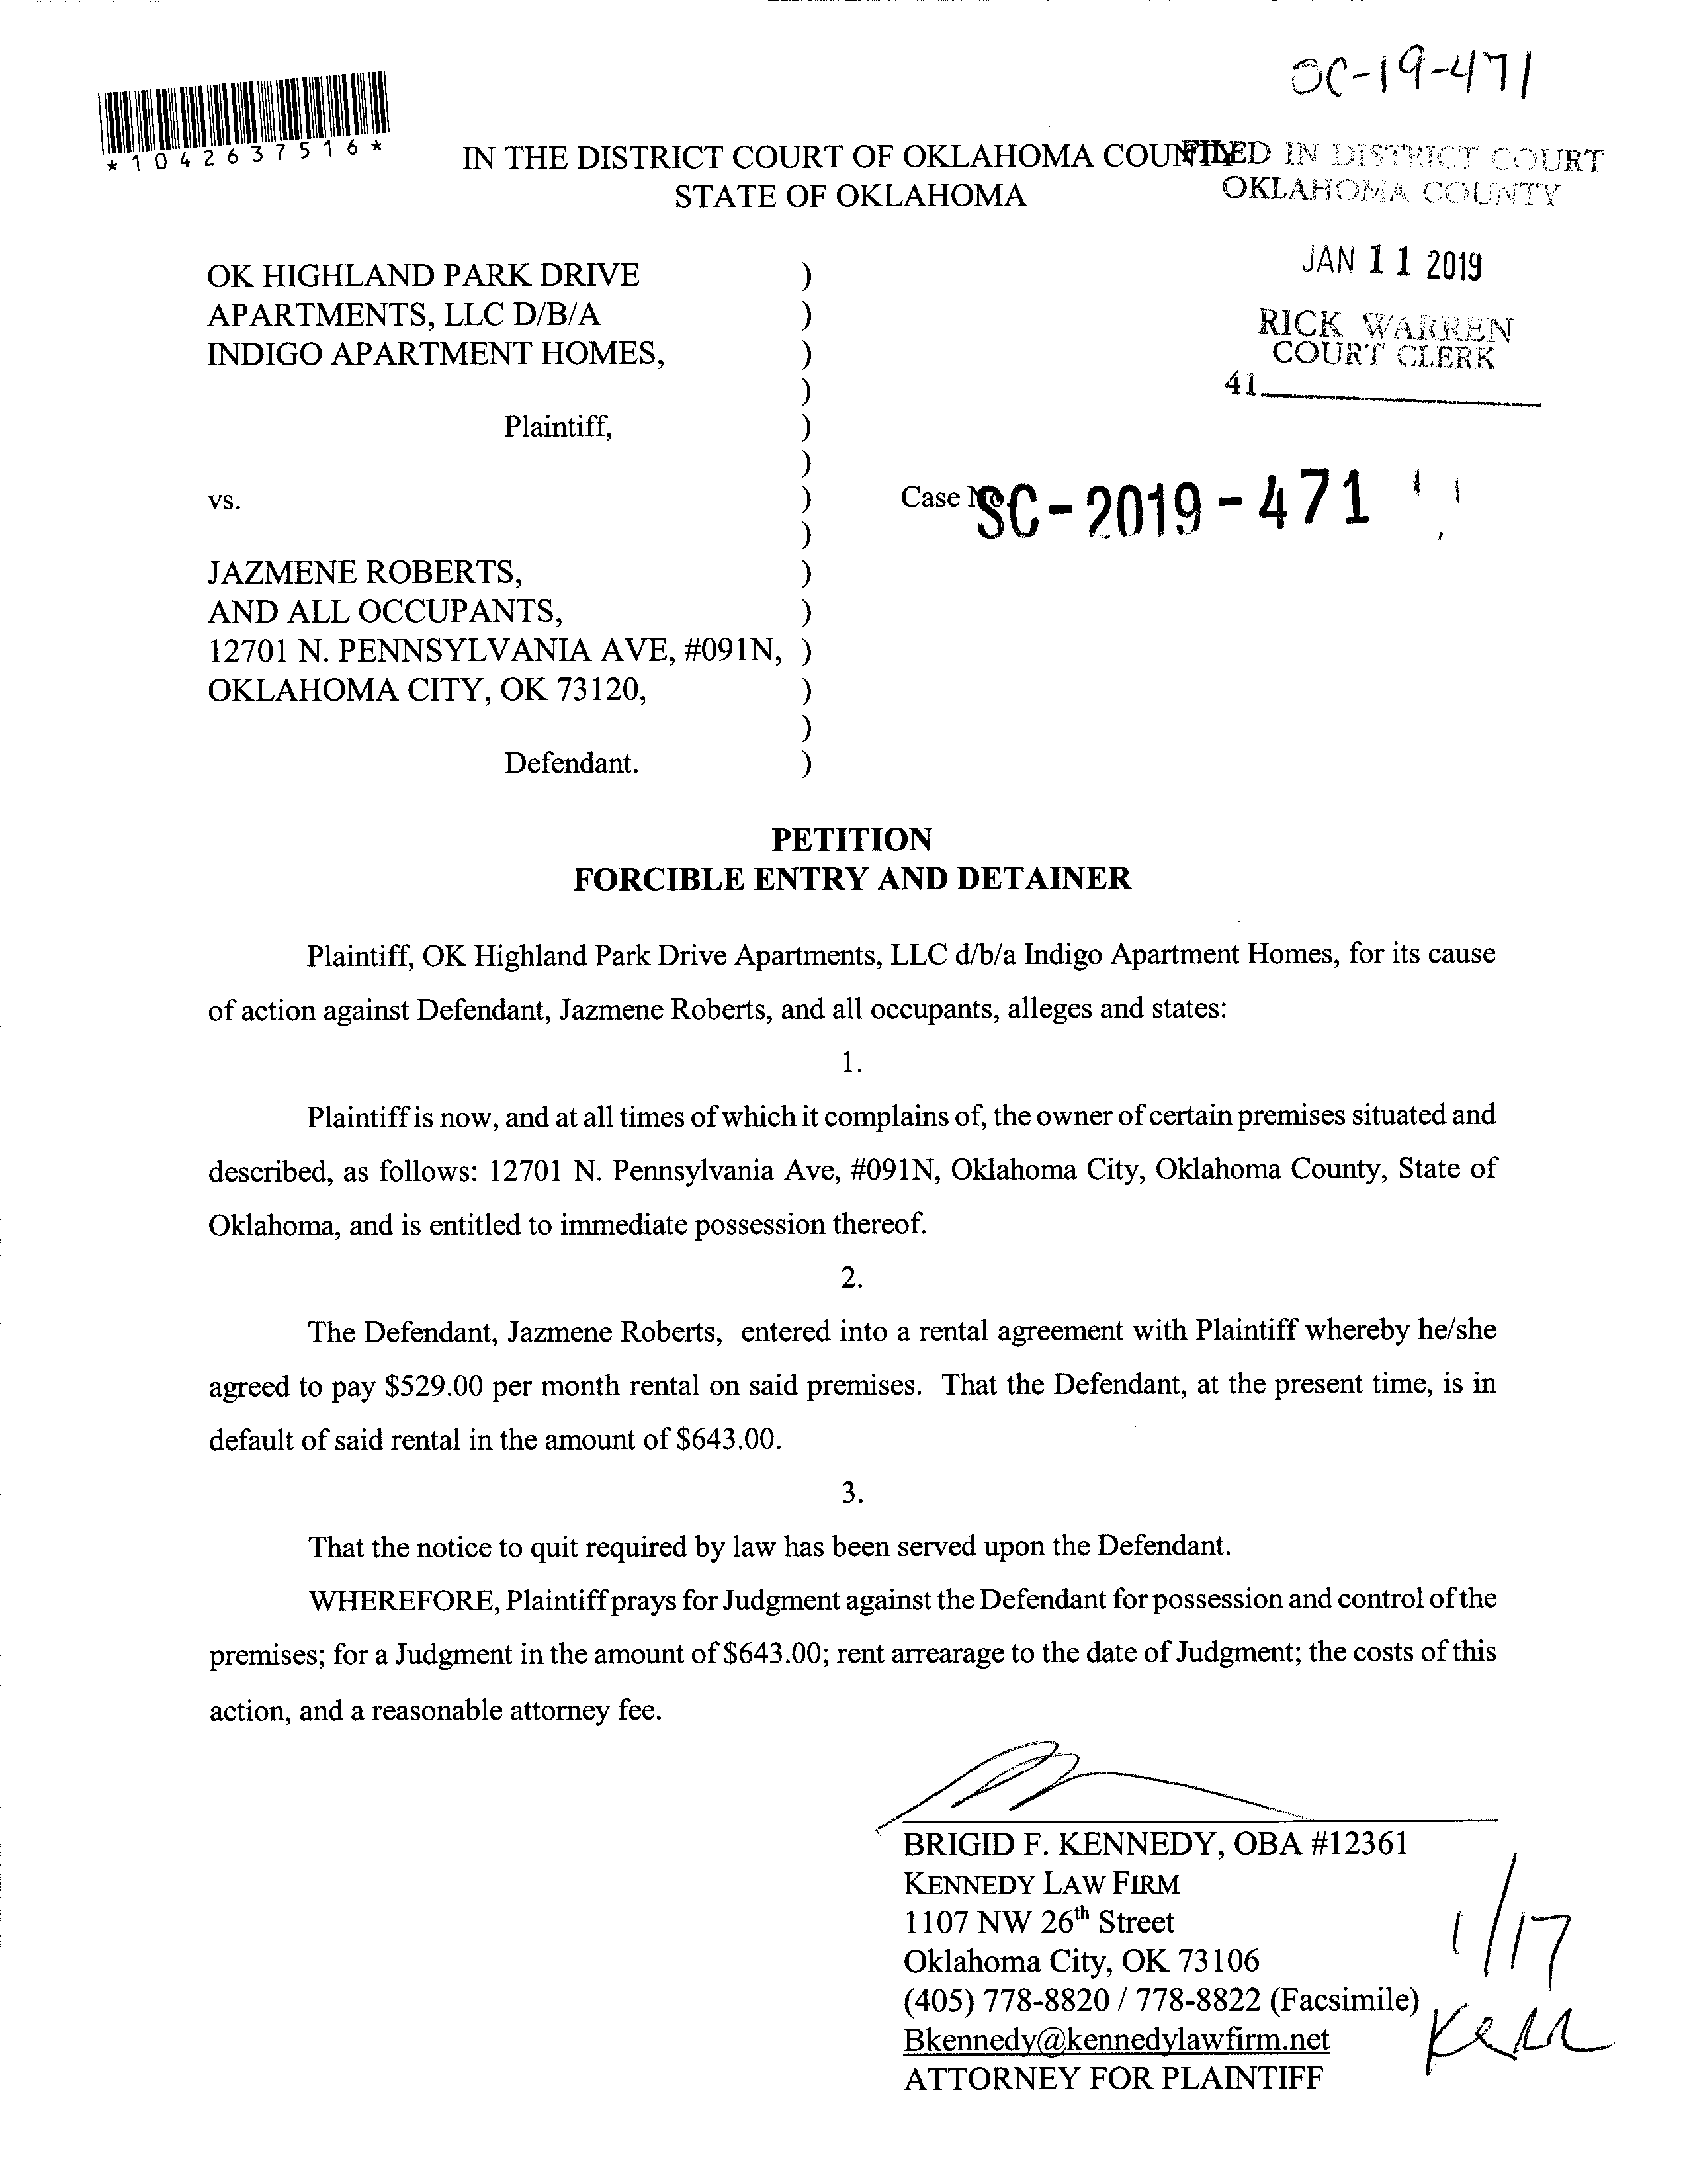 SC-19-471
*1042637516*
IN THE DISTRICT COURT OF OKLAHOMA COUNTY
STATE OF OKLAHOMA
FILED IN DISTRICT COURT
OKLAHOMA COUNTY
JAN 11 2019
RICK WARREN
COURT CLERK
41
OK HIGHLAND PARK DRIVE )
APARTMENTS, LLC D/B/A )
INDIGO APARTMENT HOMES, )
)
Plaintiff, )
)
vs. ) Case No. SC-2019-471
)
JAZMENE ROBERTS, )
AND ALL OCCUPANTS, )
12701 N. PENNSYLVANIA AVE, #091N, )
OKLAHOMA CITY, OK 73120, )
)
Defendant. )
PETITION
FORCIBLE ENTRY AND DETAINER
Plaintiff, OK Highland Park Drive Apartments, LLC d/b/a Indigo Apartment Homes, for its cause
of action against Defendant, Jazmene Roberts, and all occupants, alleges and states:
1.
Plaintiff is now, and at all times of which it complains of, the owner of certain premises situated and
described, as follows: 12701 N. Pennsylvania Ave, #091N, Oklahoma City, Oklahoma County, State of
Oklahoma, and is entitled to immediate possession thereof.
2.
The Defendant, Jazmene Roberts, entered into a rental agreement with Plaintiff whereby he/she
agreed to pay $529.00 per month rental on said premises. That the Defendant, at the present time, is in
default of said rental in the amount of $643.00.
3.
That the notice to quit required by law has been served upon the Defendant.
WHEREFORE, Plaintiff prays for Judgment against the Defendant for possession and control of the
premises; for a Judgment in the amount of $643.00; rent arrearage to the date of Judgment; the costs of this
action, and a reasonable attorney fee.
BRIGID F. KENNEDY, OBA #12361
KENNEDY LAW FIRM
1107 NW 26th Street
Oklahoma City, OK 73106
(405) 778-8820 / 778-8822 (Facsimile)
Bkennedy@kennedylawfirm.net
ATTORNEY FOR PLAINTIFF
1/17